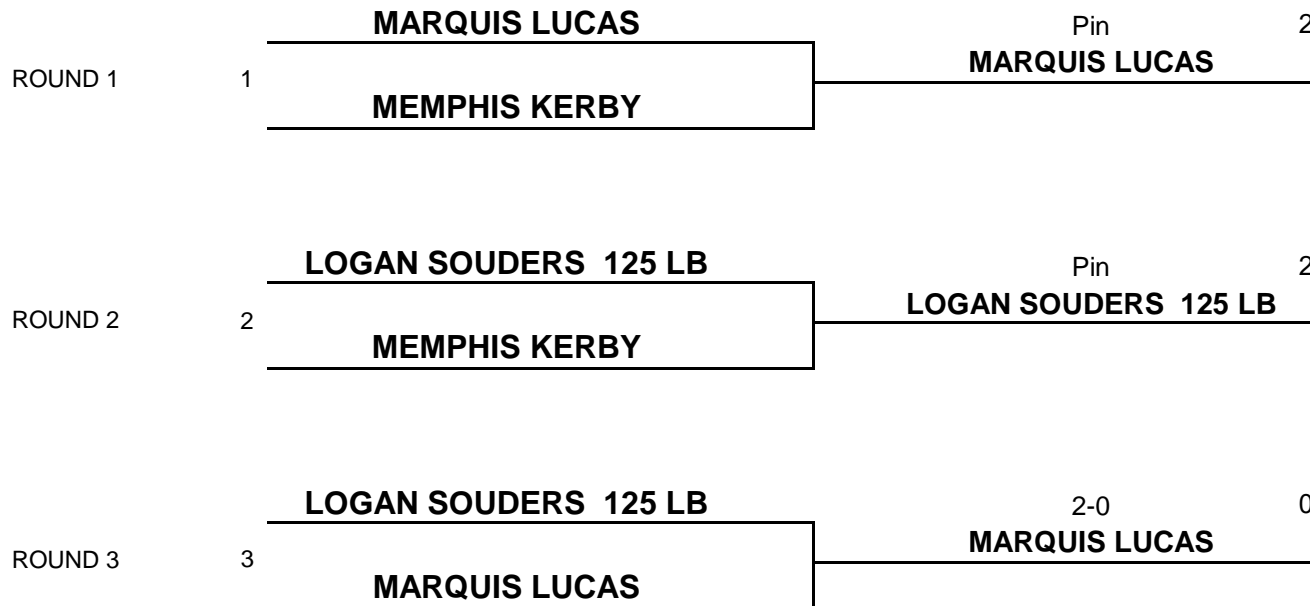 MARQUIS LUCAS
Pin 2
MARQUIS LUCAS
ROUND 1 1
MEMPHIS KERBY
LOGAN SOUDERS 125 LB
Pin 2
LOGAN SOUDERS 125 LB
ROUND 2 2
MEMPHIS KERBY
LOGAN SOUDERS 125 LB
2-0 0
MARQUIS LUCAS
ROUND 3 3
MARQUIS LUCAS